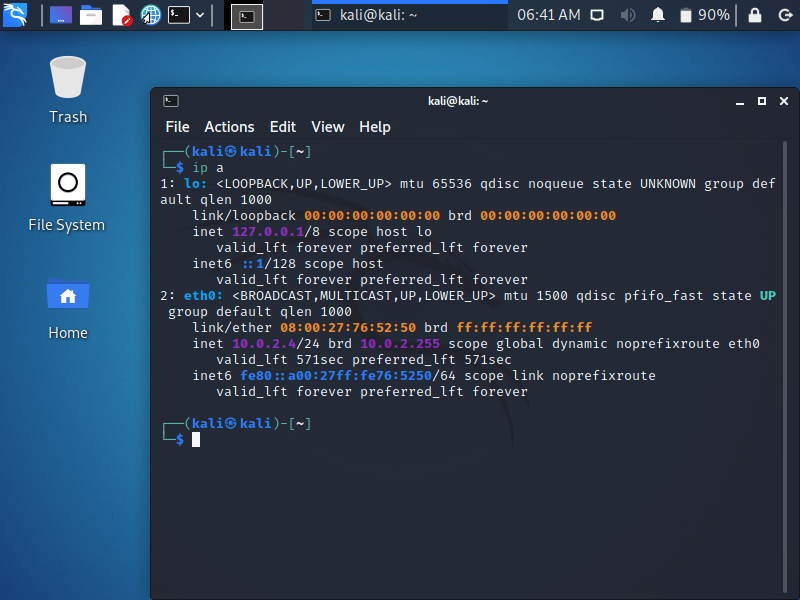 kali@kali: ~
06:41 AM
90%
Trash
File System
Home
kali@kali: ~
File Actions Edit View Help
┌──(kali㉿kali)-[~]
└─$ ip a
1: lo: <LOOPBACK,UP,LOWER_UP> mtu 65536 qdisc noqueue state UNKNOWN group def
ault qlen 1000
link/loopback 00:00:00:00:00:00 brd 00:00:00:00:00:00
inet 127.0.0.1/8 scope host lo
valid_lft forever preferred_lft forever
inet6 ::1/128 scope host
valid_lft forever preferred_lft forever
2: eth0: <BROADCAST,MULTICAST,UP,LOWER_UP> mtu 1500 qdisc pfifo_fast state UP
group default qlen 1000
link/ether 08:00:27:76:52:50 brd ff:ff:ff:ff:ff:ff
inet 10.0.2.4/24 brd 10.0.2.255 scope global dynamic noprefixroute eth0
valid_lft 571sec preferred_lft 571sec
inet6 fe80::a00:27ff:fe76:5250/64 scope link noprefixroute
valid_lft forever preferred_lft forever
┌──(kali㉿kali)-[~]
└─$